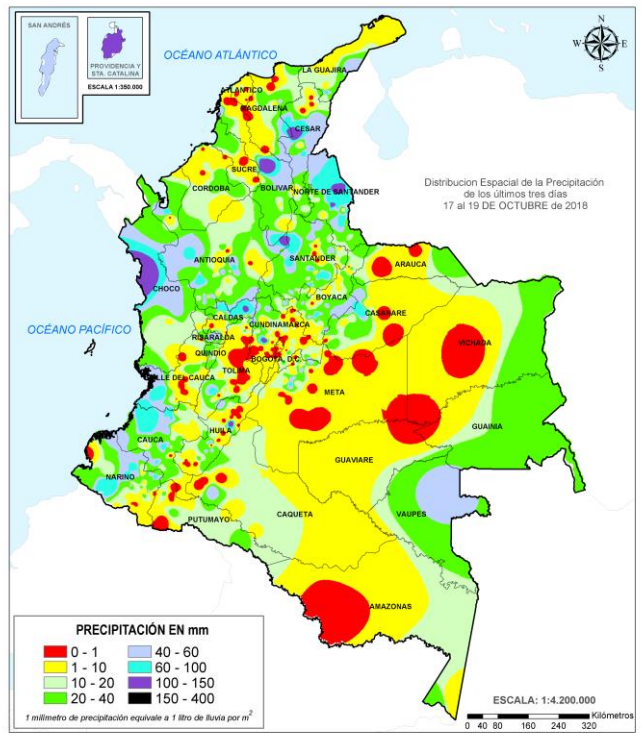 SAN ANDRÉS
PROVIDENCIA Y
STA. CATALINA
ESCALA 1:350.000
OCÉANO ATLÁNTICO
N
W
E
S
LA GUAJIRA
ATLANTICO
MAGDALENA
CESAR
SUCRE
CORDOBA
BOLIVAR
NORTE DE SANTANDER
Distribucion Espacial de la Precipitación
de los últimos tres días
17 al 19 DE OCTUBRE de 2018
ANTIOQUIA
SANTANDER
ARAUCA
CHOCO
BOYACA
CASANARE
OCÉANO PACÍFICO
CALDAS
CUNDINAMARCA
RISARALDA
VICHADA
QUINDIO
BOGOTA, D.C.
TOLIMA
VALLE DEL CAUCA
META
GUAINIA
CAUCA
HUILA
GUAVIARE
NARIÑO
PUTUMAYO
CAQUETA
VAUPES
AMAZONAS
PRECIPITACIÓN EN mm
0 - 1
40 - 60
1 - 10
60 - 100
10 - 20
100 - 150
20 - 40
150 - 400
1 milimetro de precipitación equivale a 1 litro de lluvia por m²
ESCALA: 1:4.200.000
Kilómetros
0 40 80 160 240 320